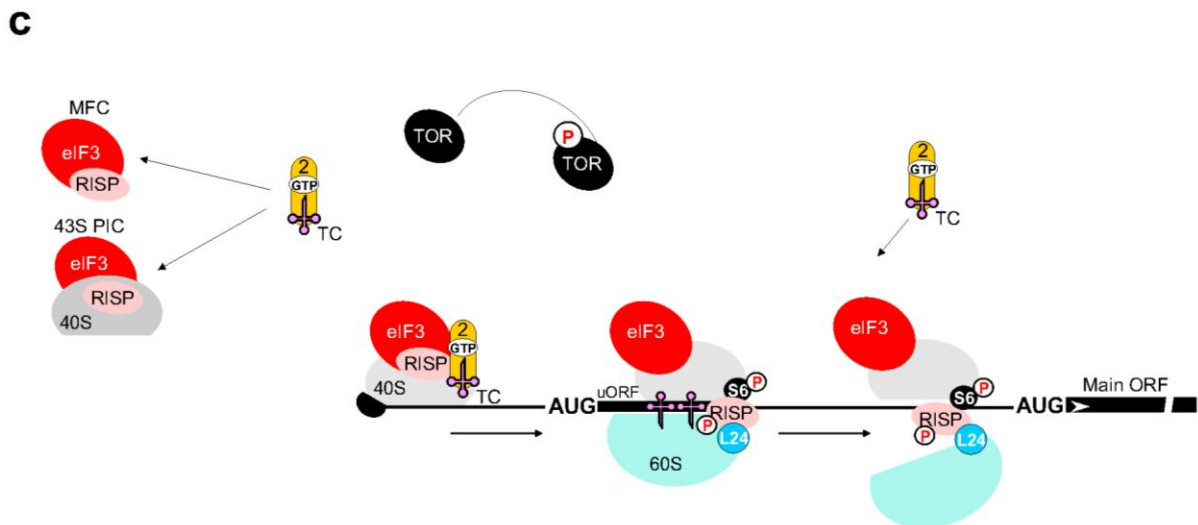 C
MFC
eIF3
RISP
43S PIC
eIF3
RISP
40S
2
GTP
TC
TOR
P
TOR
2
GTP
TC
eIF3
RISP
2
GTP
40S
TC
AUG
uORF
eIF3
S6
P
RISP
P
L24
60S
eIF3
S6
P
RISP
P
L24
AUG
Main ORF